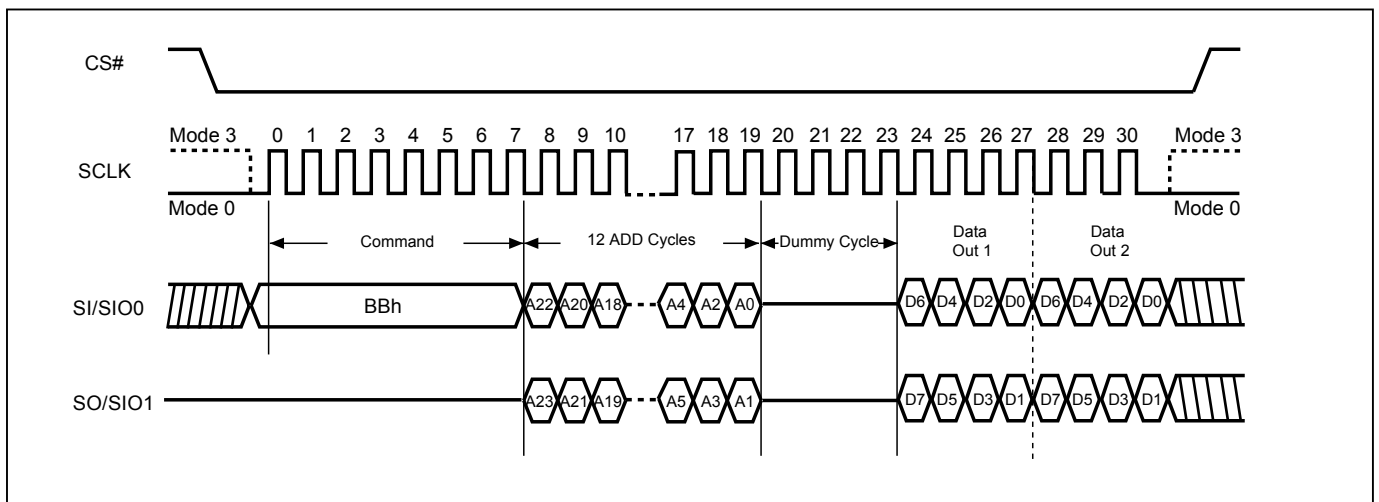 CS#
Mode 3 0 1 2 3 4 5 6 7 8 9 10 17 18 19 20 21 22 23 24 25 26 27 28 29 30 Mode 3
SCLK
Mode 0 Mode 0
Command 12 ADD Cycles Dummy Cycle Data Out 1 Data Out 2
SI/SIO0 BBh A22 A20 A18 A4 A2 A0 D6 D4 D2 D0 D6 D4 D2 D0
SO/SIO1 A23 A21 A19 A5 A3 A1 D7 D5 D3 D1 D7 D5 D3 D1